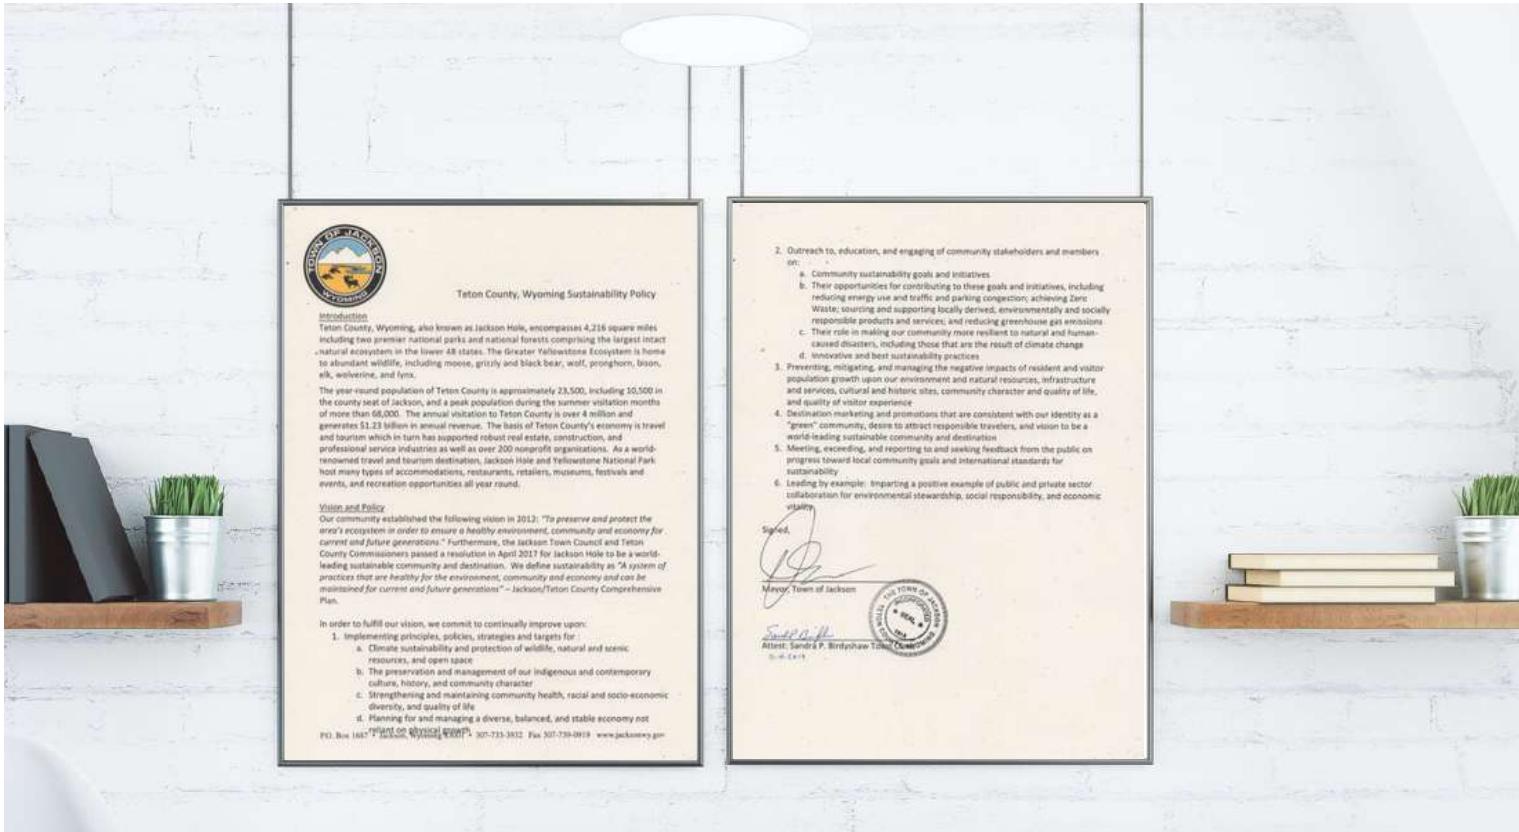 TOWN OF JACKSON
WYOMING
Teton County, Wyoming Sustainability Policy
Introduction
Teton County, Wyoming, also known as Jackson Hole, encompasses 4,216 square miles
including two premier national parks and national forests comprising the largest intact
natural ecosystem in the lower 48 states. The Greater Yellowstone Ecosystem is home
to abundant wildlife, including moose, grizzly and black bear, wolf, pronghorn, bison,
elk, wolverine, and lynx.
The year-round population of Teton County is approximately 23,500, including 10,500 in
the county seat of Jackson, and a peak population during the summer visitation months
of more than 68,000. The annual visitation to Teton County is over 4 million and
generates $1.23 billion in annual revenue. The basis of Teton County's economy is travel
and tourism which in turn has supported robust real estate, construction, and
professional service industries as well as over 200 nonprofit organizations. As a world-
renowned travel and tourism destination, Jackson Hole and Yellowstone National Park
host many types of accommodations, restaurants, retailers, museums, festivals and
events, and recreation opportunities all year round.
Vision and Policy
Our community established the following vision in 2012: "To preserve and protect the
area's ecosystem in order to ensure a healthy environment, community and economy for
current and future generations." Furthermore, the Jackson Town Council and Teton
County Commissioners passed a resolution in April 2017 for Jackson Hole to be a world-
leading sustainable community and destination. We define sustainability as "A system of
practices that are healthy for the environment, community and economy and can be
maintained for current and future generations" – Jackson/Teton County Comprehensive
Plan.
In order to fulfill our vision, we commit to continually improve upon:
1. Implementing principles, policies, strategies and targets for :
a. Climate sustainability and protection of wildlife, natural and scenic
resources, and open space
b. The preservation and management of our indigenous and contemporary
culture, history, and community character
c. Strengthening and maintaining community health, racial and socio-economic
diversity, and quality of life
d. Planning for and managing a diverse, balanced, and stable economy not
reliant on physical growth
P.O. Box 1687 • Jackson, Wyoming 83001 • 307-733-3932 Fax 307-739-0919 www.jacksonwy.gov
2. Outreach to, education, and engaging of community stakeholders and members
on:
a. Community sustainability goals and initiatives
b. Their opportunities for contributing to these goals and initiatives, including
reducing energy use and traffic and parking congestion; achieving Zero
Waste; sourcing and supporting locally derived, environmentally and socially
responsible products and services; and reducing greenhouse gas emissions
c. Their role in making our community more resilient to natural and human-
caused disasters, including those that are the result of climate change
d. Innovative and best sustainability practices
3. Preventing, mitigating, and managing the negative impacts of resident and visitor
population growth upon our environment and natural resources, infrastructure
and services, cultural and historic sites, community character and quality of life,
and quality of visitor experience
4. Destination marketing and promotions that are consistent with our identity as a
"green" community, desire to attract responsible travelers, and vision to be a
world-leading sustainable community and destination
5. Meeting, exceeding, and reporting to and seeking feedback from the public on
progress toward local community goals and international standards for
sustainability
6. Leading by example: Imparting a positive example of public and private sector
collaboration for environmental stewardship, social responsibility, and economic
vitality
Signed,
Mayor, Town of Jackson
THE TOWN OF JACKSON
INCORPORATED
SEAL
1914
TETON COUNTY, WYOMING
Attest: Sandra P. Birdyshaw Town Clerk